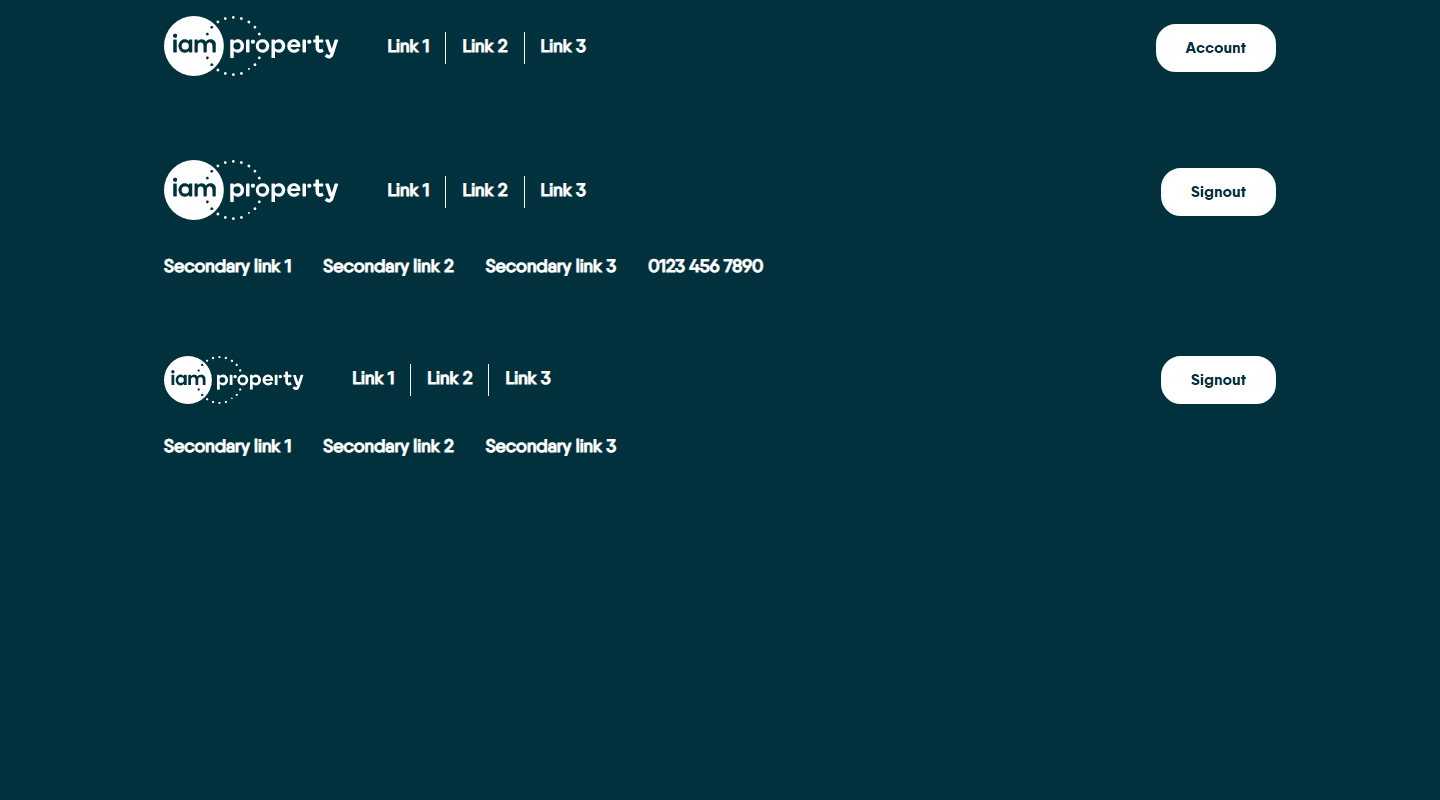 iam property Link 1 Link 2 Link 3 Account
iam property Link 1 Link 2 Link 3 Signout
Secondary link 1 Secondary link 2 Secondary link 3 0123 456 7890
iam property Link 1 Link 2 Link 3 Signout
Secondary link 1 Secondary link 2 Secondary link 3